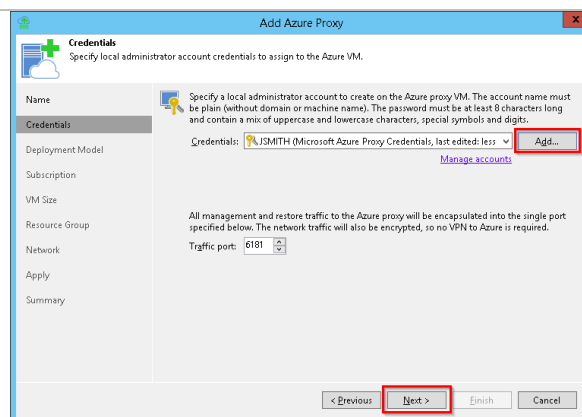 Add Azure Proxy
Credentials
Specify local administrator account credentials to assign to the Azure VM.
Name
Credentials
Deployment Model
Subscription
VM Size
Resource Group
Network
Apply
Summary
Specify a local administrator account to create on the Azure proxy VM. The account name must
be plain (without domain or machine name). The password must be at least 8 characters long
and contain a mix of uppercase and lowercase characters, special symbols and digits.
Credentials: JSMITH (Microsoft Azure Proxy Credentials, last edited: less Add...
Manage accounts
All management and restore traffic to the Azure proxy will be encapsulated into the single port
specified below. The network traffic will also be encrypted, so no VPN to Azure is required.
Traffic port: 6181
< Previous Next > Finish Cancel